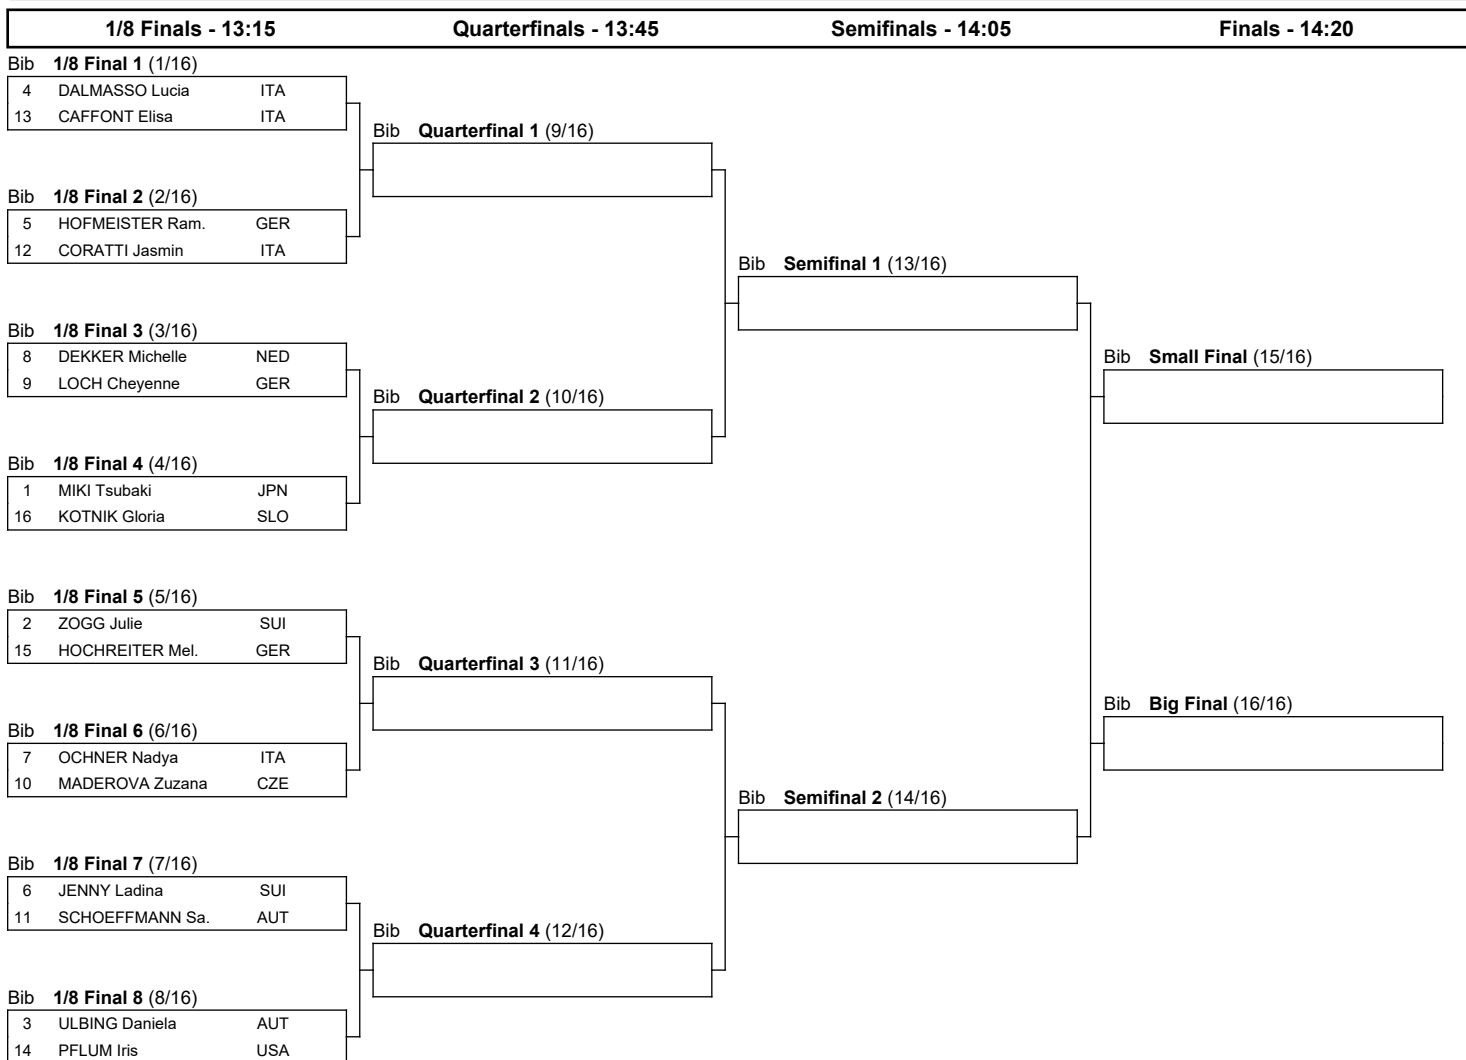 1/8 Finals - 13:15 Quarterfinals - 13:45 Semifinals - 14:05 Finals - 14:20
Bib 1/8 Final 1 (1/16)
4 DALMASSO Lucia ITA
13 CAFFONT Elisa ITA
Bib 1/8 Final 2 (2/16)
5 HOFMEISTER Ram. GER
12 CORATTI Jasmin ITA
Bib 1/8 Final 3 (3/16)
8 DEKKER Michelle NED
9 LOCH Cheyenne GER
Bib 1/8 Final 4 (4/16)
1 MIKI Tsubaki JPN
16 KOTNIK Gloria SLO
Bib 1/8 Final 5 (5/16)
2 ZOGG Julie SUI
15 HOCHREITER Mel. GER
Bib 1/8 Final 6 (6/16)
7 OCHNER Nadya ITA
10 MADEROVA Zuzana CZE
Bib 1/8 Final 7 (7/16)
6 JENNY Ladina SUI
11 SCHOEFFMANN Sa. AUT
Bib 1/8 Final 8 (8/16)
3 ULBING Daniela AUT
14 PFLUM Iris USA
Bib Quarterfinal 1 (9/16)
Bib Quarterfinal 2 (10/16)
Bib Quarterfinal 3 (11/16)
Bib Quarterfinal 4 (12/16)
Bib Semifinal 1 (13/16)
Bib Semifinal 2 (14/16)
Bib Small Final (15/16)
Bib Big Final (16/16)